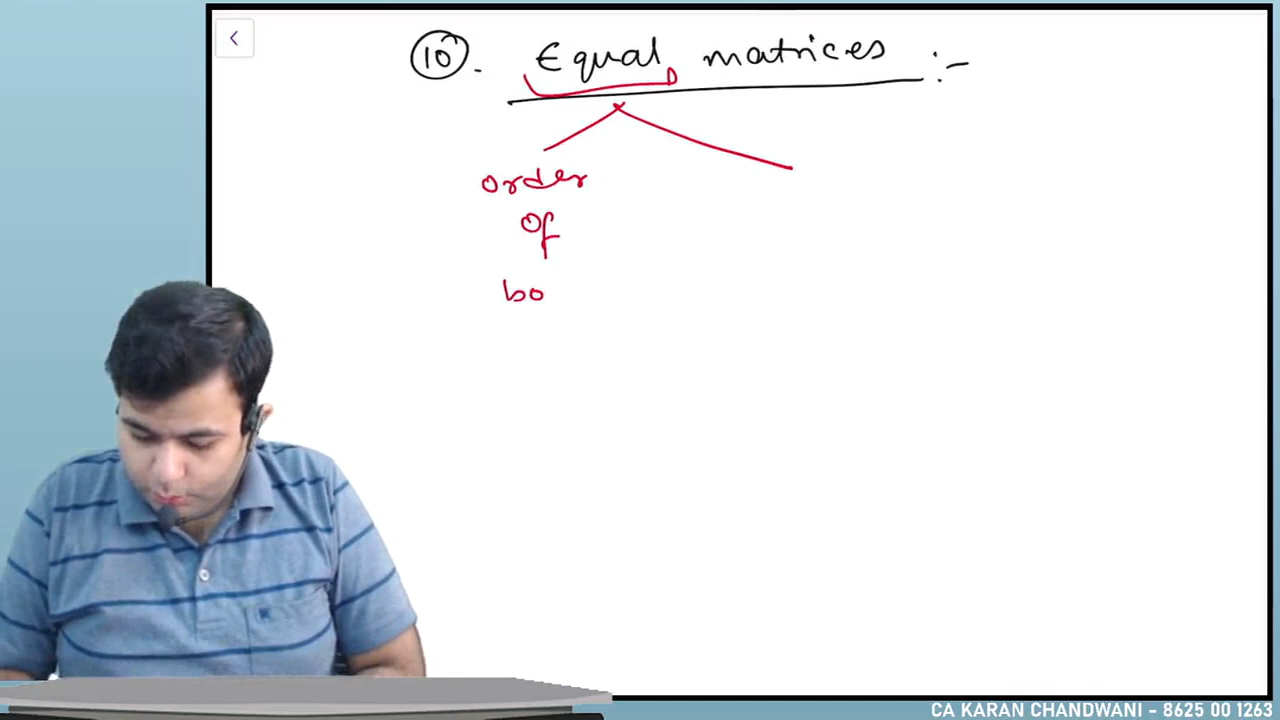 10. Equal matrices :-
order
of
bo
CA KARAN CHANDWANI - 8625 00 1263